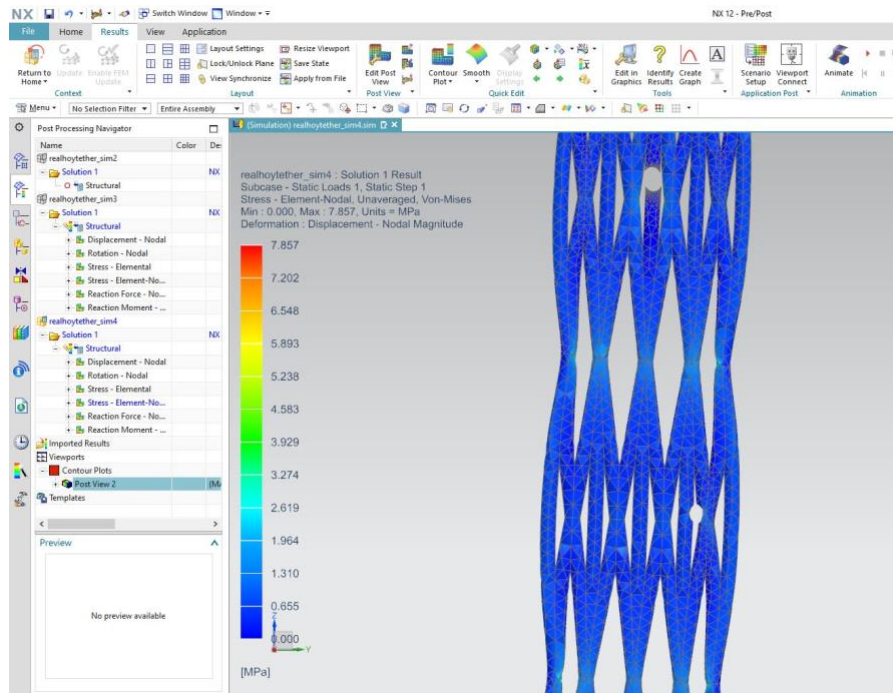 NX Switch Window Window NX 12 - Pre/Post
File Home Results View Application
Return to Home
Update
Enable FEM Update
Context
Layout Settings
Lock/Unlock Plane
View Synchronize
Resize Viewport
Save State
Apply from File
Layout
Edit Post View
Post View
Contour Plot
Smooth
Display Settings
Quick Edit
Edit in Graphics
Identify Results
Create Graph
A
Tools
Scenario Setup
Viewport Connect
Application Post
Animate
Animation
Menu No Selection Filter Entire Assembly
Post Processing Navigator
Name Color De
realhoytether_sim2
Solution 1 NX
Structural
realhoytether_sim3
Solution 1 NX
Structural
Displacement - Nodal
Rotation - Nodal
Stress - Elemental
Stress - Element-No...
Reaction Force - No...
Reaction Moment - ...
realhoytether_sim4
Solution 1 NX
Structural
Displacement - Nodal
Rotation - Nodal
Stress - Elemental
Stress - Element-No...
Reaction Force - No...
Reaction Moment - ...
Imported Results
Viewports
Contour Plots
Post View 2
Templates
Preview
No preview available
(Simulation) realhoytether_sim4.sim
realhoytether_sim4 : Solution 1 Result
Subcase - Static Loads 1, Static Step 1
Stress - Element-Nodal, Unaveraged, Von-Mises
Min : 0.000, Max : 7.857, Units = MPa
Deformation : Displacement - Nodal Magnitude
7.857
7.202
6.548
5.893
5.238
4.583
3.929
3.274
2.619
1.964
1.310
0.655
0.000
Z
Y
[MPa]